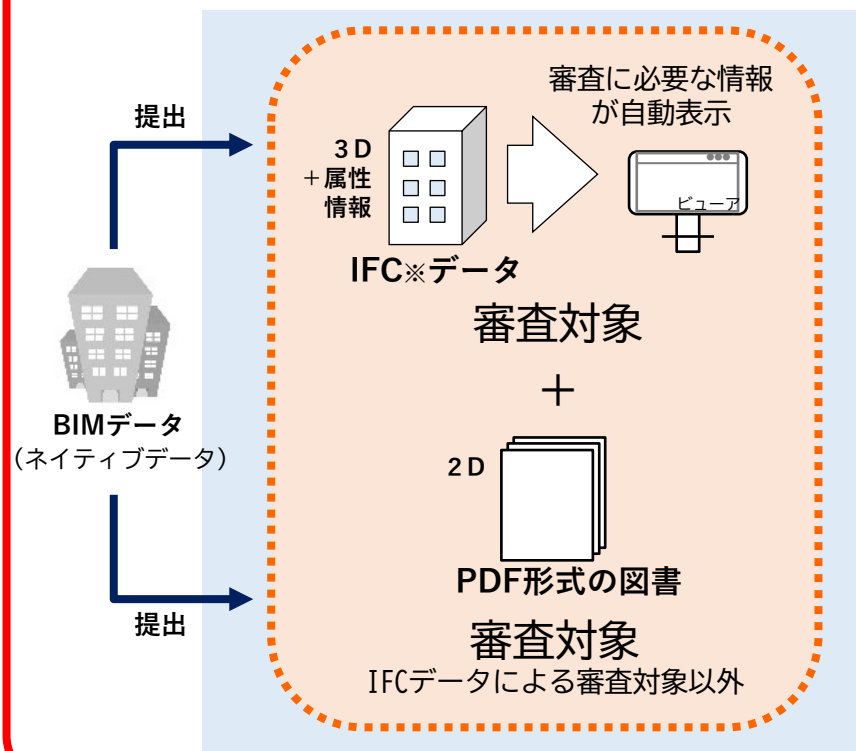 審査に必要な情報
が自動表示
提出
３Ｄ
＋属性
情報
ビューア
IFC※データ
審査対象
＋
BIMデータ
（ネイティブデータ）
２Ｄ
PDF形式の図書
提出
審査対象
IFCデータによる審査対象以外